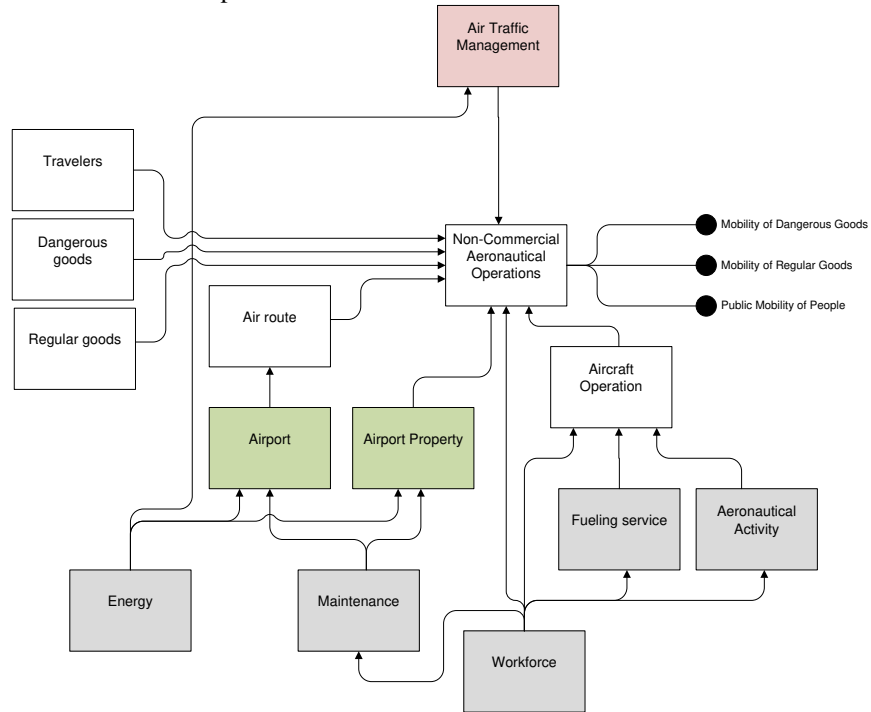 Air Traffic
Management
Travelers
Dangerous
goods
Regular goods
Non-Commercial
Aeronautical
Operations
Mobility of Dangerous Goods
Mobility of Regular Goods
Public Mobility of People
Air route
Aircraft
Operation
Airport
Airport Property
Fueling service
Aeronautical
Activity
Energy
Maintenance
Workforce